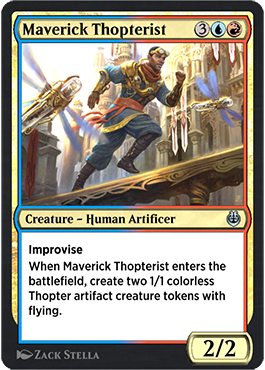 Maverick Thopterist 3
Creature – Human Artificer
Improvise
When Maverick Thopterist enters the
battlefield, create two 1/1 colorless
Thopter artifact creature tokens with
flying.
2/2
Zack Stella